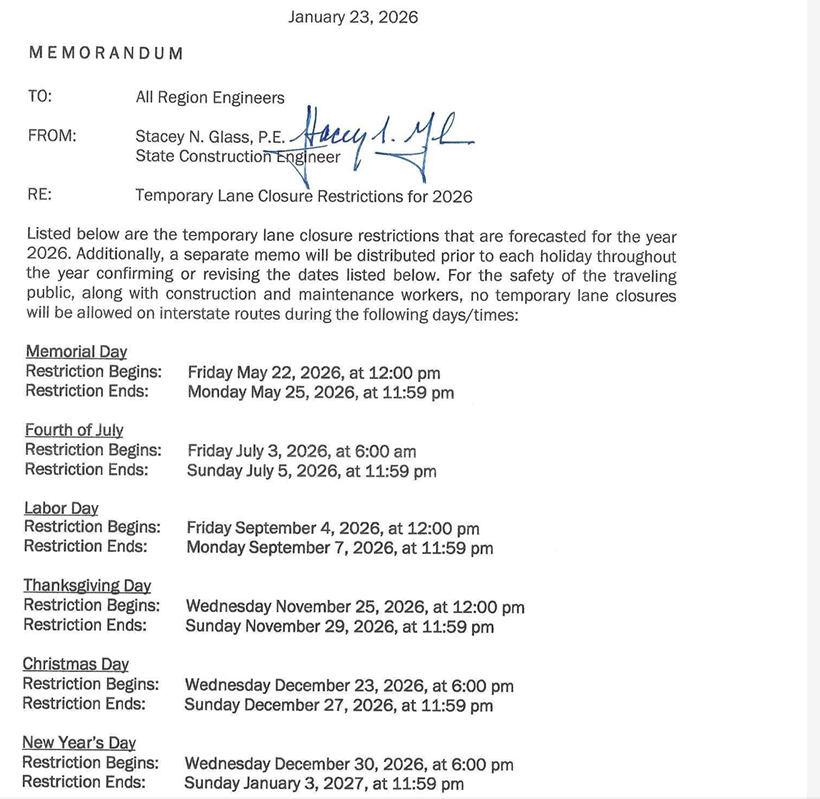 January 23, 2026
MEMORANDUM
TO: All Region Engineers
FROM: Stacey N. Glass, P.E.
State Construction Engineer
RE: Temporary Lane Closure Restrictions for 2026
Listed below are the temporary lane closure restrictions that are forecasted for the year
2026. Additionally, a separate memo will be distributed prior to each holiday throughout
the year confirming or revising the dates listed below. For the safety of the traveling
public, along with construction and maintenance workers, no temporary lane closures
will be allowed on interstate routes during the following days/times:
Memorial Day
Restriction Begins: Friday May 22, 2026, at 12:00 pm
Restriction Ends: Monday May 25, 2026, at 11:59 pm
Fourth of July
Restriction Begins: Friday July 3, 2026, at 6:00 am
Restriction Ends: Sunday July 5, 2026, at 11:59 pm
Labor Day
Restriction Begins: Friday September 4, 2026, at 12:00 pm
Restriction Ends: Monday September 7, 2026, at 11:59 pm
Thanksgiving Day
Restriction Begins: Wednesday November 25, 2026, at 12:00 pm
Restriction Ends: Sunday November 29, 2026, at 11:59 pm
Christmas Day
Restriction Begins: Wednesday December 23, 2026, at 6:00 pm
Restriction Ends: Sunday December 27, 2026, at 11:59 pm
New Year's Day
Restriction Begins: Wednesday December 30, 2026, at 6:00 pm
Restriction Ends: Sunday January 3, 2027, at 11:59 pm